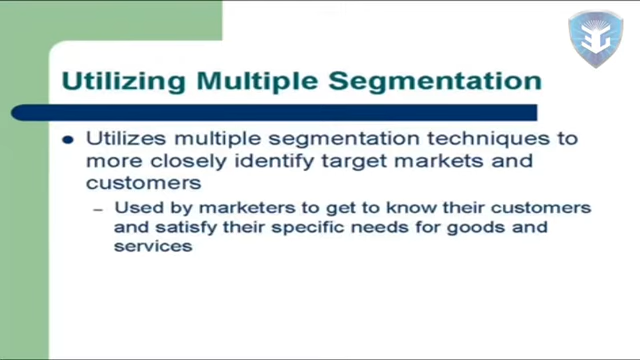 Utilizing Multiple Segmentation
Utilizes multiple segmentation techniques to
more closely identify target markets and
customers
– Used by marketers to get to know their customers
and satisfy their specific needs for goods and
services